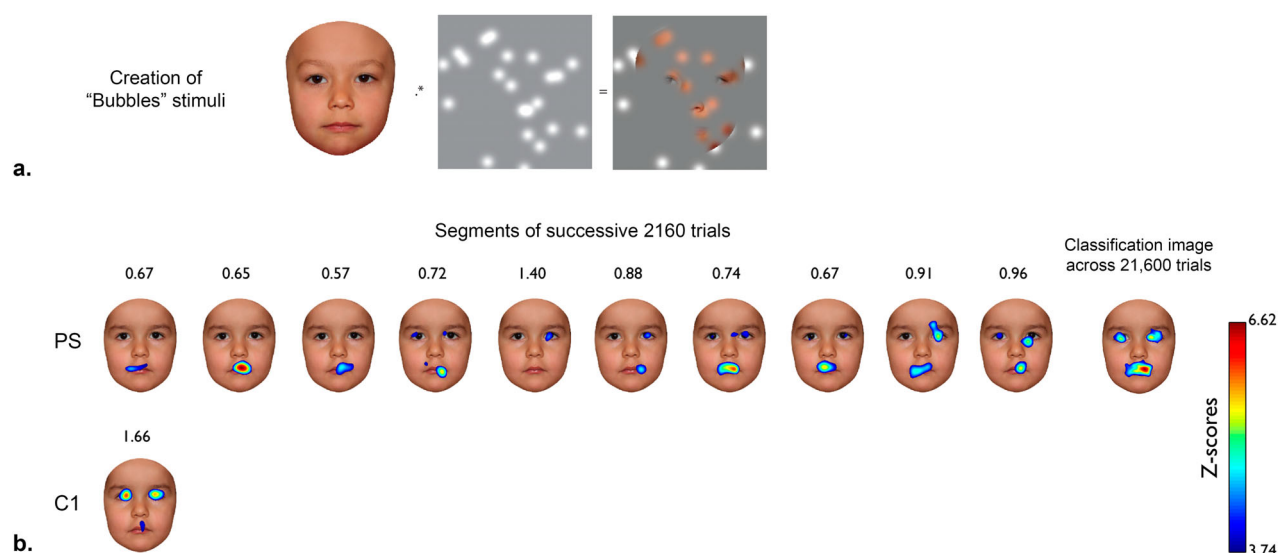 Creation of
“Bubbles” stimuli
.*
=
a.
Segments of successive 2160 trials
Classification image
across 21,600 trials
0.67 0.65 0.57 0.72 1.40 0.88 0.74 0.67 0.91 0.96
PS
6.62
Z-scores
3.74
1.66
C1
b.